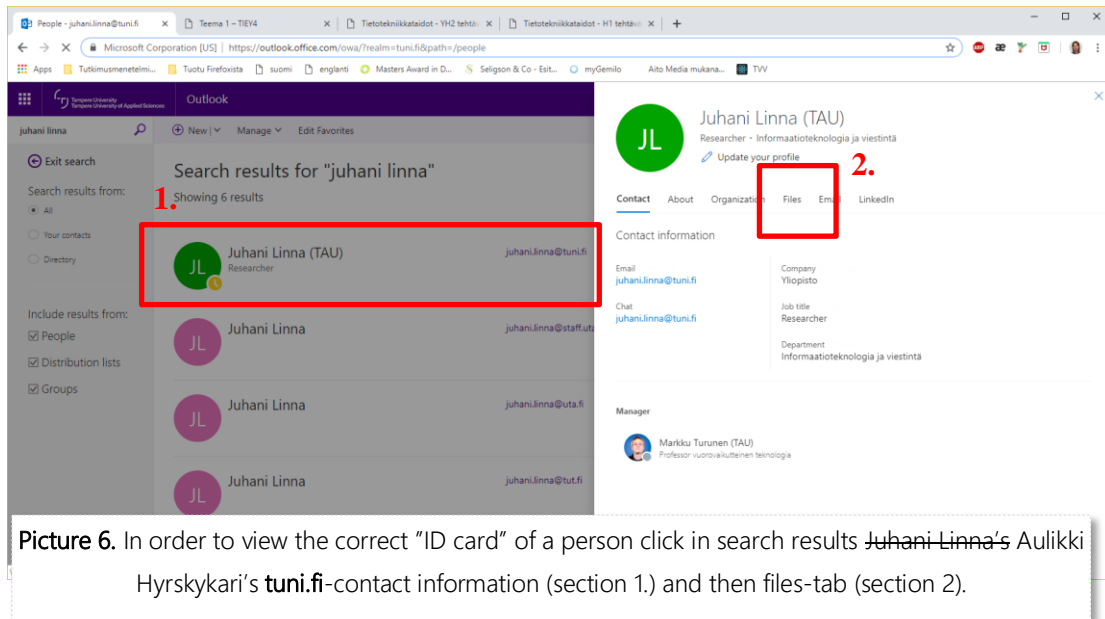 People - juhani.linna@tuni.fi
Teema 1 – TIEY4
Tietotekniikkataidot - YH2 tehtä
Tietotekniikkataidot - H1 tehtäv
Microsoft Corporation [US] | https://outlook.office.com/owa/?realm=tuni.fi&path=/people
Apps Tutkimusmenetelmi... Tuotu Firefoxista suomi englanti Masters Award in D... Seligson & Co - Esit... myGemilo Aito Media mukana... TVV
Tampere University
Tampere University of Applied Sciences
Outlook
juhani linna
New Manage Edit Favorites
Exit search
Search results from:
All
Your contacts
Directory
Include results from:
People
Distribution lists
Groups
Search results for "juhani linna"
Showing 6 results
1.
JL Juhani Linna (TAU) juhani.linna@tuni.fi
Researcher
JL Juhani Linna juhani.linna@staff.uta
JL Juhani Linna juhani.linna@uta.fi
JL Juhani Linna juhani.linna@tut.fi
JL
Juhani Linna (TAU)
Researcher - Informaatioteknologia ja viestintä
Update your profile
2.
Contact About Organization Files Email LinkedIn
Contact information
Email
juhani.linna@tuni.fi
Chat
juhani.linna@tuni.fi
Company
Yliopisto
Job title
Researcher
Department
Informaatioteknologia ja viestintä
Manager
Markku Turunen (TAU)
Professor vuorovaikutteinen teknologia
Picture 6. In order to view the correct "ID card" of a person click in search results Juhani Linna's Aulikki
Hyrskykari's tuni.fi-contact information (section 1.) and then files-tab (section 2).